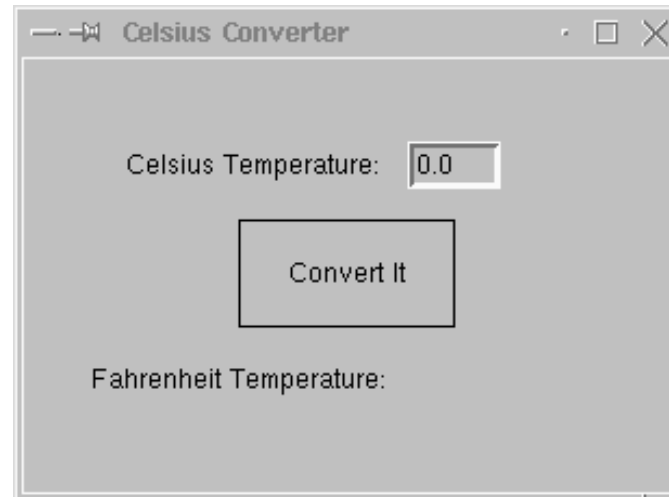 Celsius Converter
Celsius Temperature: 0.0
Convert It
Fahrenheit Temperature: